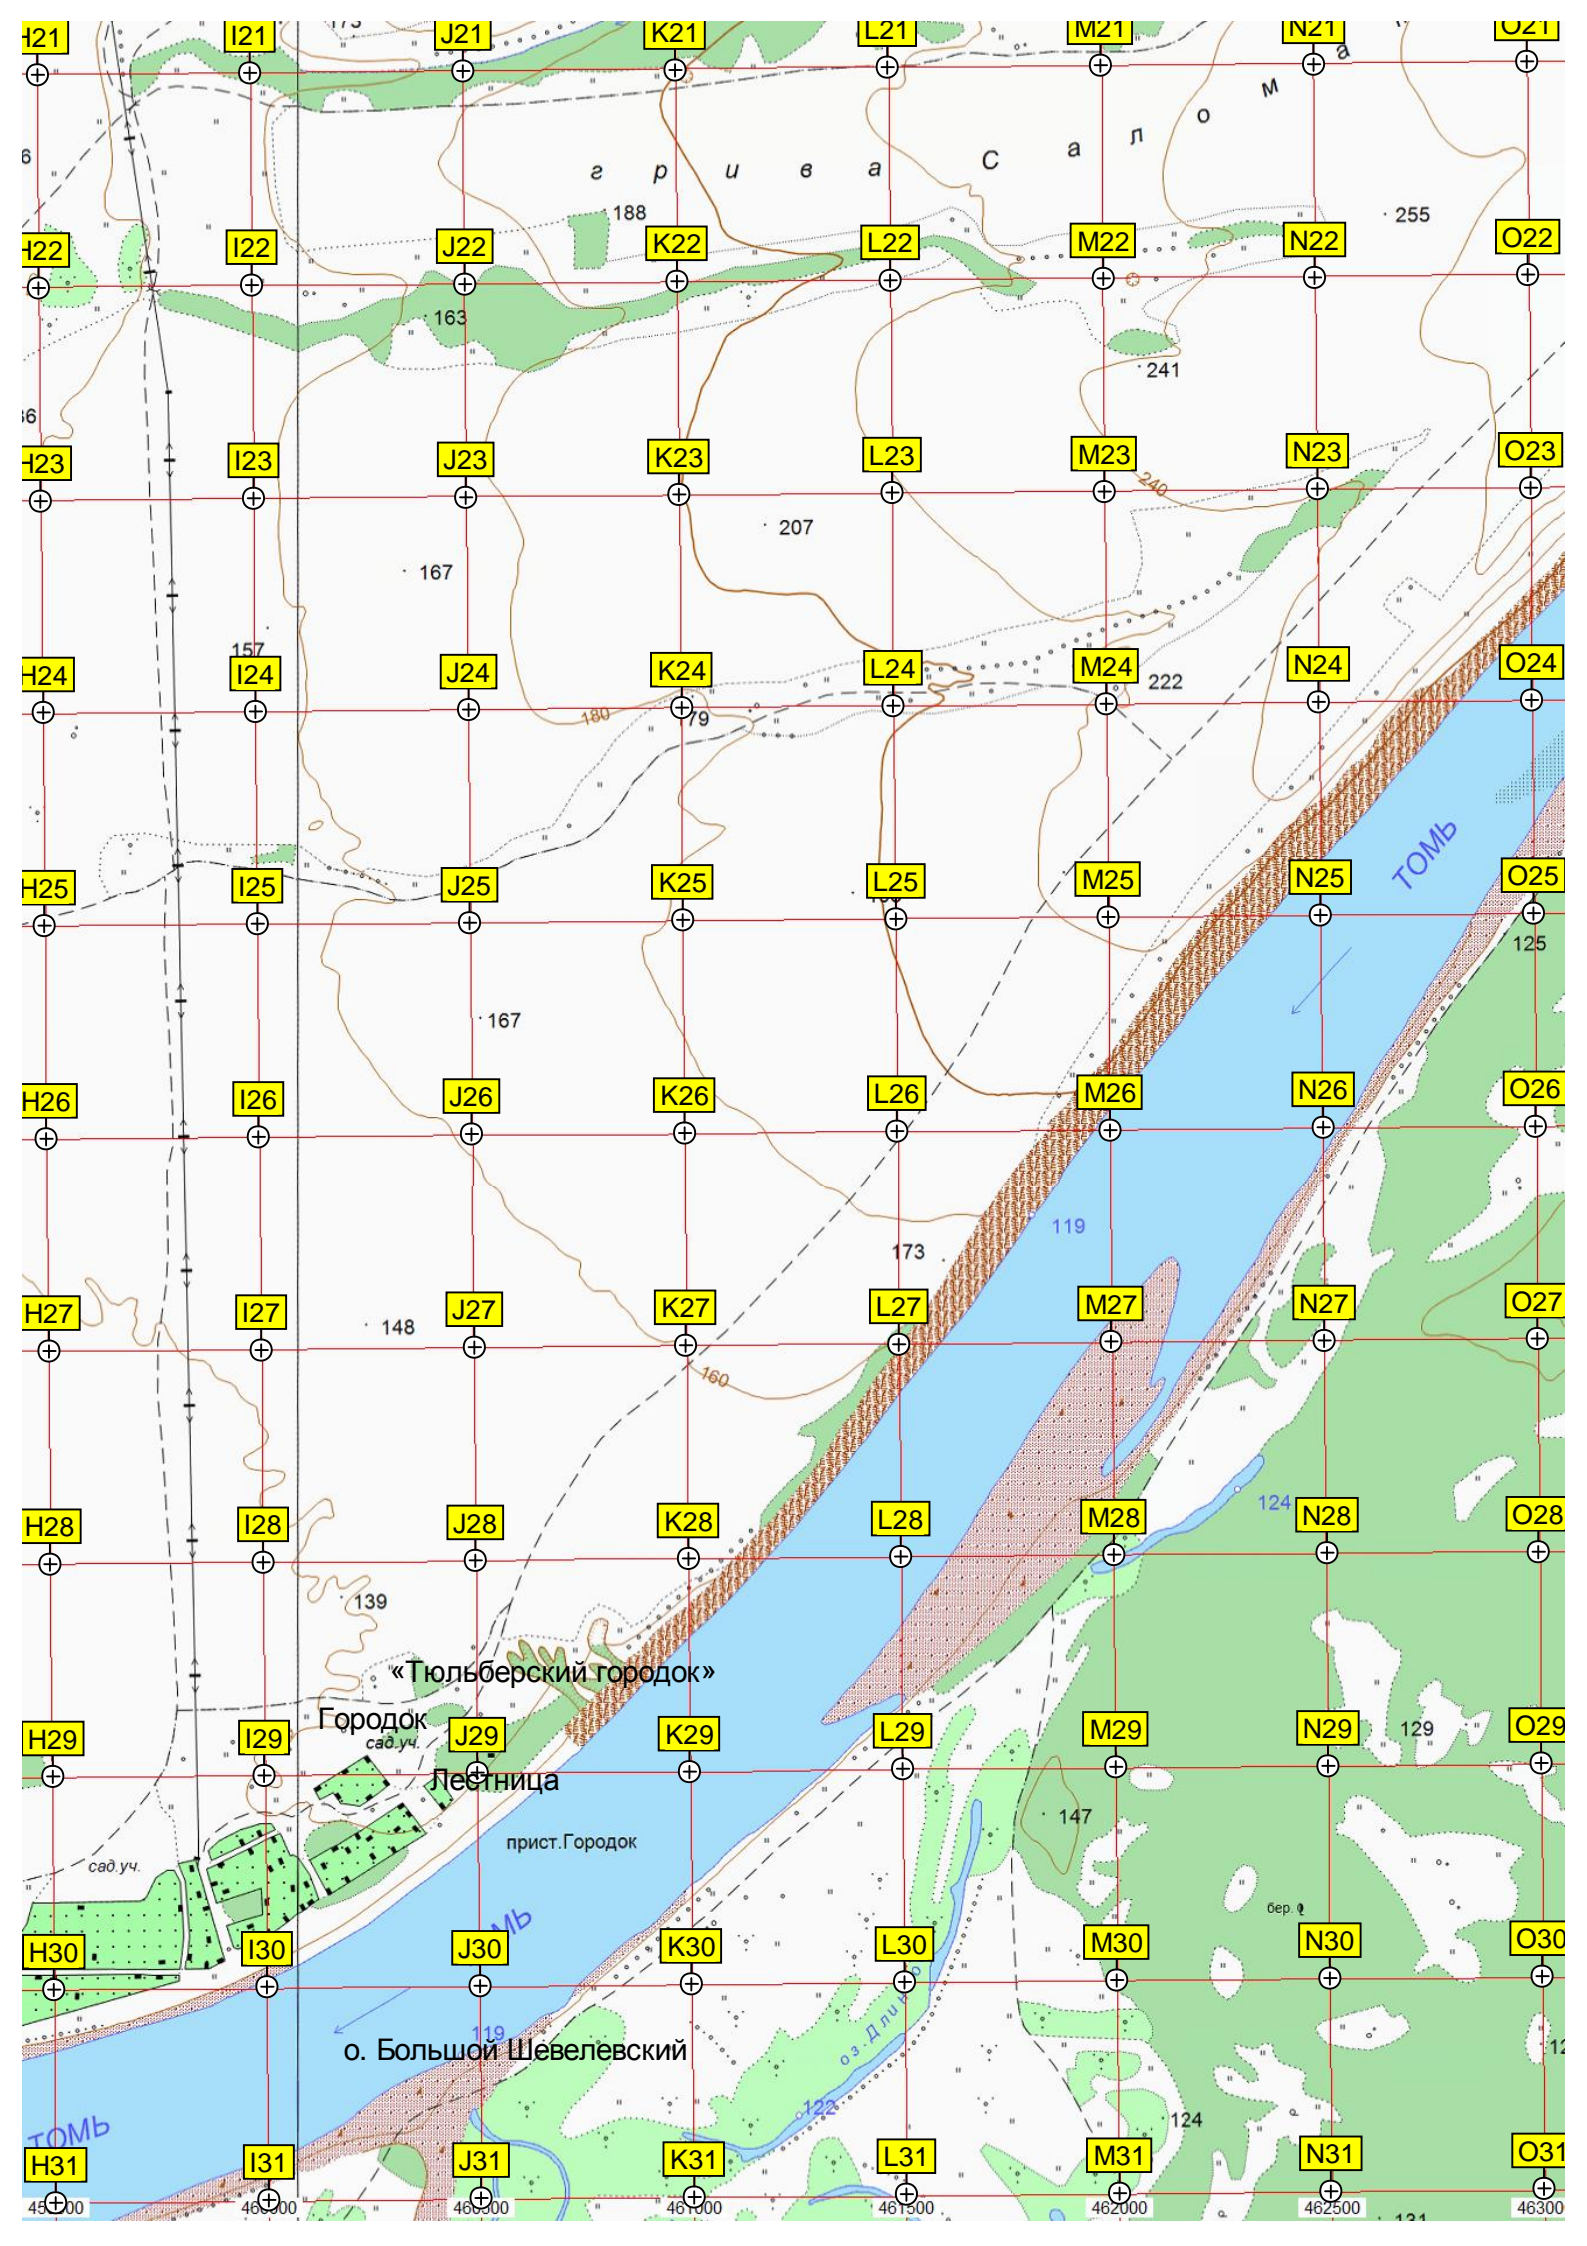 H21 I21 J21 K21 L21 M21 N21 O21
173
г р и в а С а л о м а
188
255
H22 I22 J22 K22 L22 M22 N22 O22
163
241
H23 I23 J23 K23 L23 M23 N23 O23
240
207
167
157
H24 I24 J24 K24 L24 M24 N24 O24
222
180
79
ТОМЬ
H25 I25 J25 K25 L25 M25 N25 O25
125
167
H26 I26 J26 K26 L26 M26 N26 O26
119
173
H27 I27 J27 K27 L27 M27 N27 O27
148
160
H28 I28 J28 K28 L28 M28 N28 O28
124
139
«Тюльберский городок»
Городок
сад.уч.
129
H29 I29 J29 K29 L29 M29 N29 O29
Лестница
147
прист.Городок
сад.уч.
бер.
МЬ
H30 I30 J30 K30 L30 M30 N30 O30
119
о. Большой Шевелевский
122
124
ТОМЬ
H31 I31 J31 K31 L31 M31 N31 O31
461500 462000 462500 46300
131